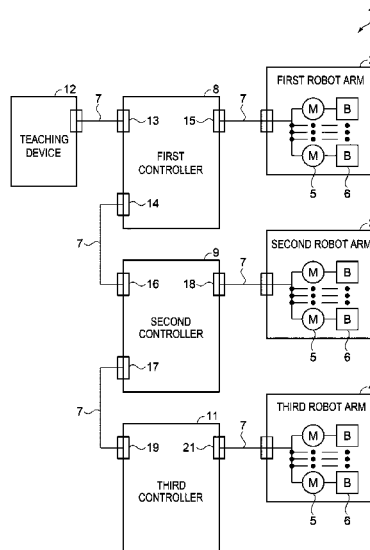 12
8
7
7
TEACHING
DEVICE
13
15
FIRST
CONTROLLER
14
FIRST ROBOT ARM
M
B
M
B
5
6
7
9
7
16
18
SECOND
CONTROLLER
17
SECOND ROBOT ARM
M
B
M
B
5
6
7
11
7
19
21
THIRD
CONTROLLER
THIRD ROBOT ARM
M
B
M
B
5
6